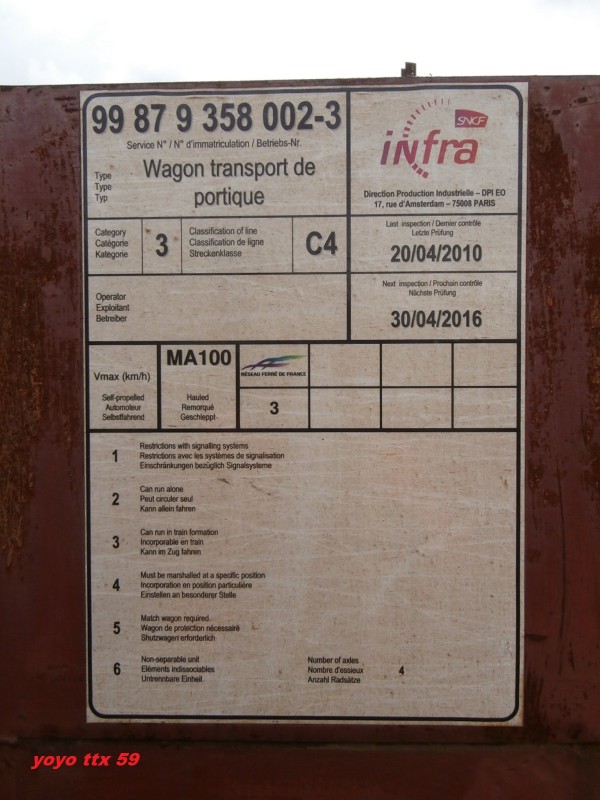 99 87 9 358 002-3
Service N° / N° d'immatriculation / Betriebs-Nr.
Type
Type
Typ
Wagon transport de
portique
SNCF
infra
Direction Production Industrielle – DPI EO
17, rue d'Amsterdam – 75008 PARIS
Category
Catégorie
Kategorie
3
Classification of line
Classification de ligne
Streckenklasse
C4
Last inspection / Dernier contrôle
Letzte Prüfung
20/04/2010
Operator
Exploitant
Betreiber
Next inspection / Prochain contrôle
Nächste Prüfung
30/04/2016
Vmax (km/h)
MA100
RÉSEAU FERRÉ DE FRANCE
Self-propelled
Automoteur
Selbstfahrend
Hauled
Remorqué
Geschleppt
3
1
Restrictions with signalling systems
Restrictions avec les systèmes de signalisation
Einschränkungen bezüglich Signalsysteme
2
Can run alone
Peut circuler seul
Kann allein fahren
3
Can run in train formation
Incorporable en train
Kann im Zug fahren
4
Must be marshalled at a specific position
Incorporation en position particulière
Einstellen an besonderer Stelle
5
Match wagon required
Wagon de protection nécessaire
Shutzwagen erforderlich
6
Non-separable unit
Eléments indissociables
Untrennbare Einheit
Number of axles
Nombre d'essieux
Anzahl Radsätze
4
yoyo ttx 59